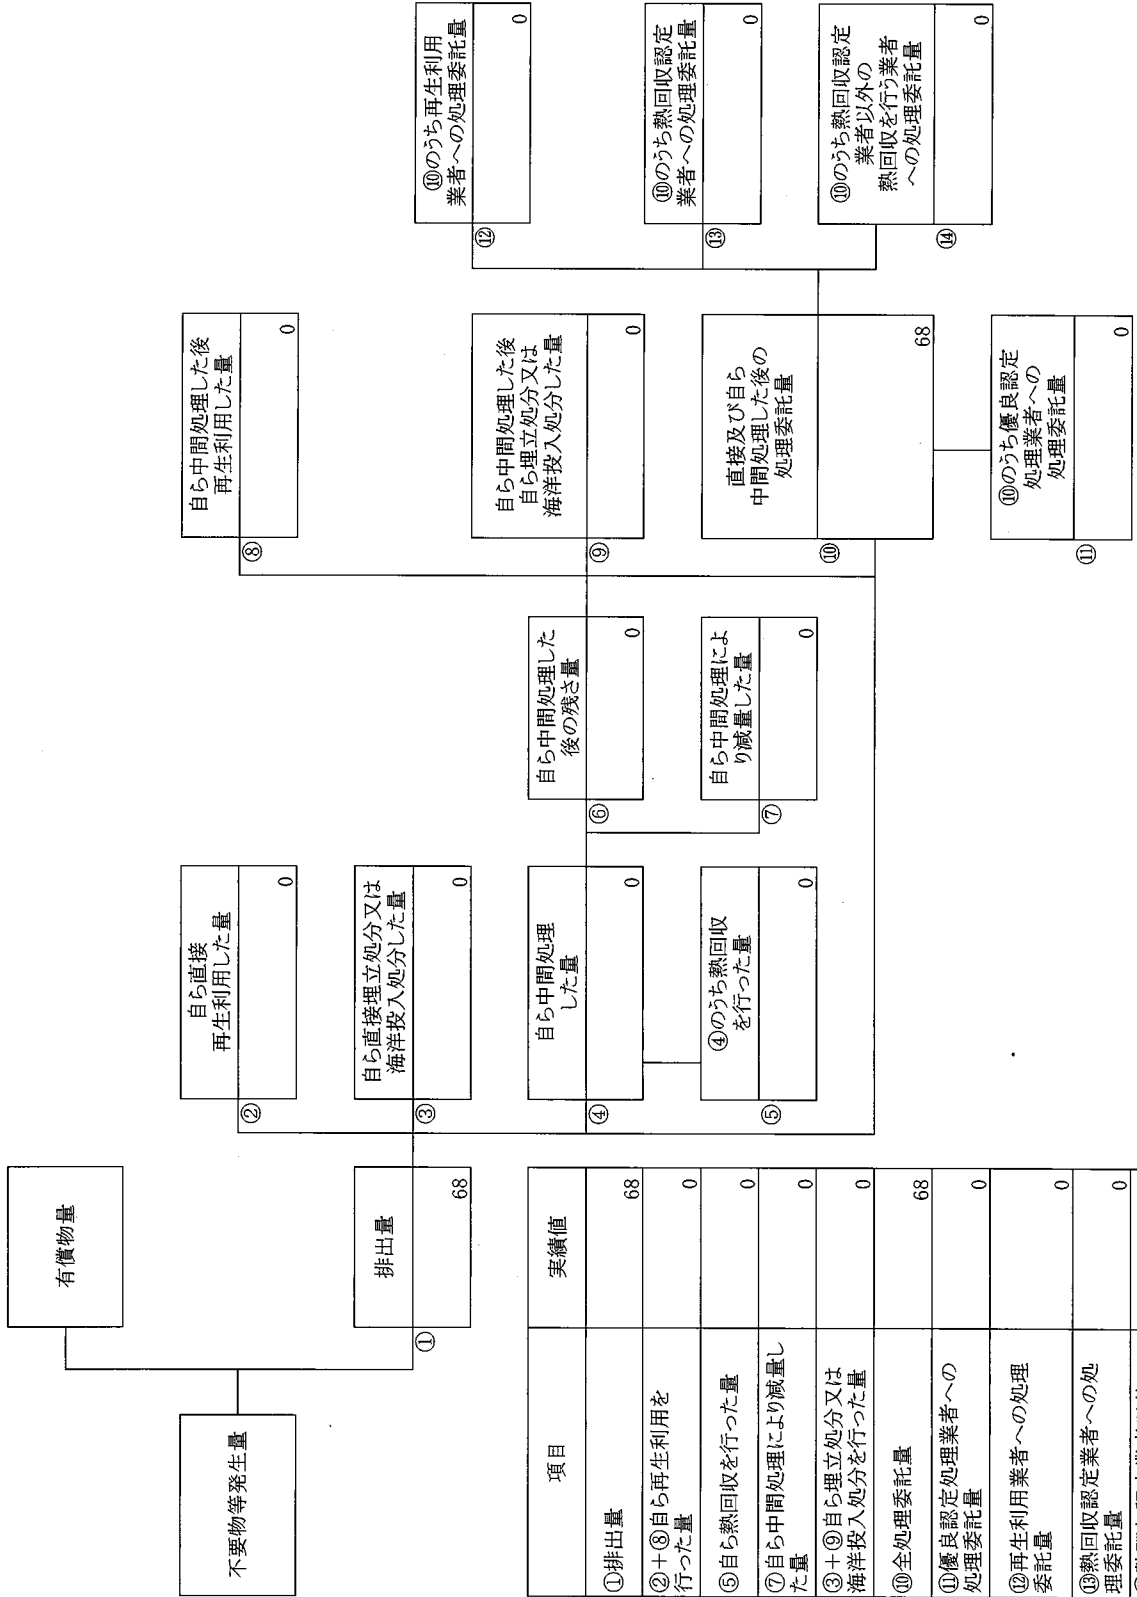 不要物等発生量
有償物量
①
排出量
68
②
自ら直接
再生利用した量
0
③
自ら直接埋立処分又は
海洋投入処分した量
0
④
自ら中間処理
した量
0
⑤
④のうち熱回収
を行った量
0
⑥
自ら中間処理した
後の残さ量
0
⑦
自ら中間処理によ
り減量した量
0
⑧
自ら中間処理した後
再生利用した量
0
⑨
自ら中間処理した後
自ら埋立処分又は
海洋投入処分した量
0
⑩
直接及び自ら
中間処理した後の
処理委託量
68
⑪
⑩のうち優良認定
処理業者への
処理委託量
0
⑫
⑩のうち再生利用
業者への処理委託量
0
⑬
⑩のうち熱回収認定
業者への処理委託量
0
⑭
⑩のうち熱回収認定
業者以外の
熱回収を行う業者
への処理委託量
0
項目
実績値
①排出量
68
②+⑧自ら再生利用を
行った量
0
⑤自ら熱回収を行った量
0
⑦自ら中間処理により減量し
た量
0
③+⑨自ら埋立処分又は
海洋投入処分を行った量
0
⑩全処理委託量
68
⑪優良認定処理業者への
処理委託量
0
⑫再生利用業者への処理
委託量
0
⑬熱回収認定業者への処
理委託量
0